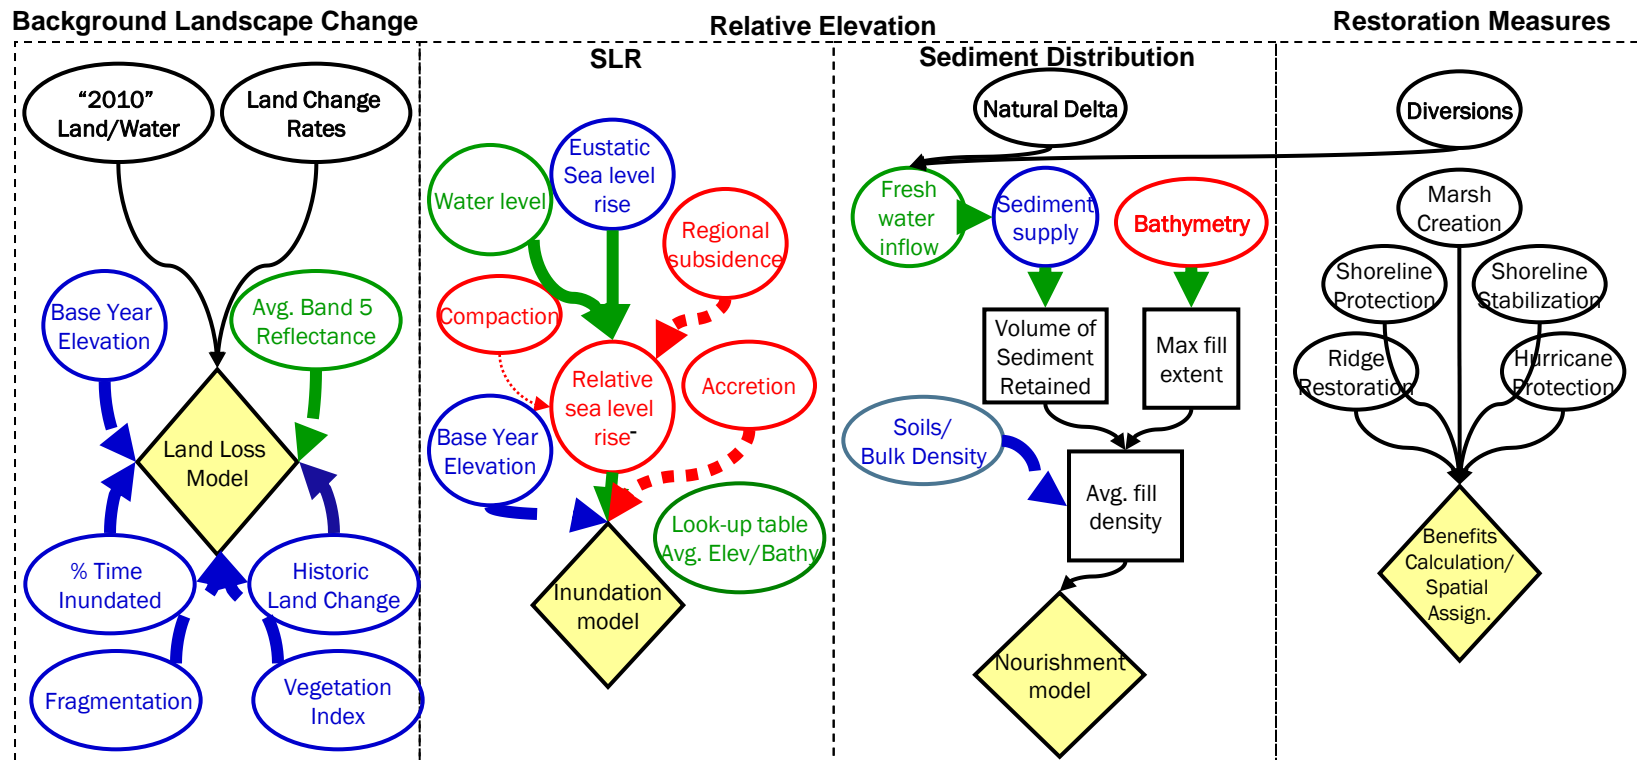 Background Landscape Change
Relative Elevation
Restoration Measures
SLR
Sediment Distribution
“2010”
Land/Water
Land Change
Rates
Base Year
Elevation
Avg. Band 5
Reflectance
Land Loss
Model
% Time
Inundated
Historic
Land Change
Fragmentation
Vegetation
Index
Water level
Eustatic
Sea level
rise
Regional
subsidence
Compaction
Relative
sea level
rise-
Accretion
Base Year
Elevation
Look-up table
Avg. Elev/Bathy
Inundation
model
Natural Delta
Fresh
water
inflow
Sediment
supply
Bathymetry
Volume of
Sediment
Retained
Max fill
extent
Soils/
Bulk Density
Avg. fill
density
Nourishment
model
Diversions
Marsh
Creation
Shoreline
Protection
Shoreline
Stabilization
Ridge
Restoration
Hurricane
Protection
Benefits
Calculation/
Spatial
Assign.